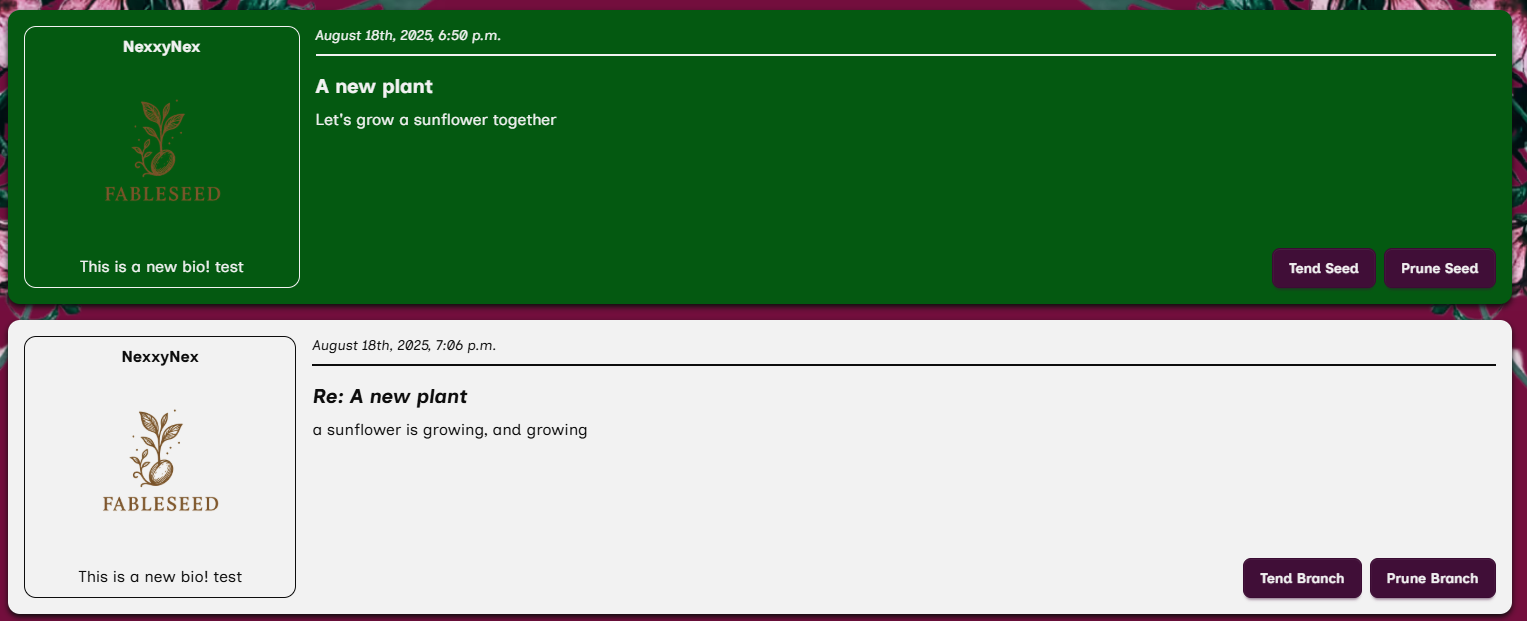 NexxyNex
FABLESEED
This is a new bio! test
August 18th, 2025, 6:50 p.m.
A new plant
Let's grow a sunflower together
Tend Seed
Prune Seed
NexxyNex
FABLESEED
This is a new bio! test
August 18th, 2025, 7:06 p.m.
Re: A new plant
a sunflower is growing, and growing
Tend Branch
Prune Branch